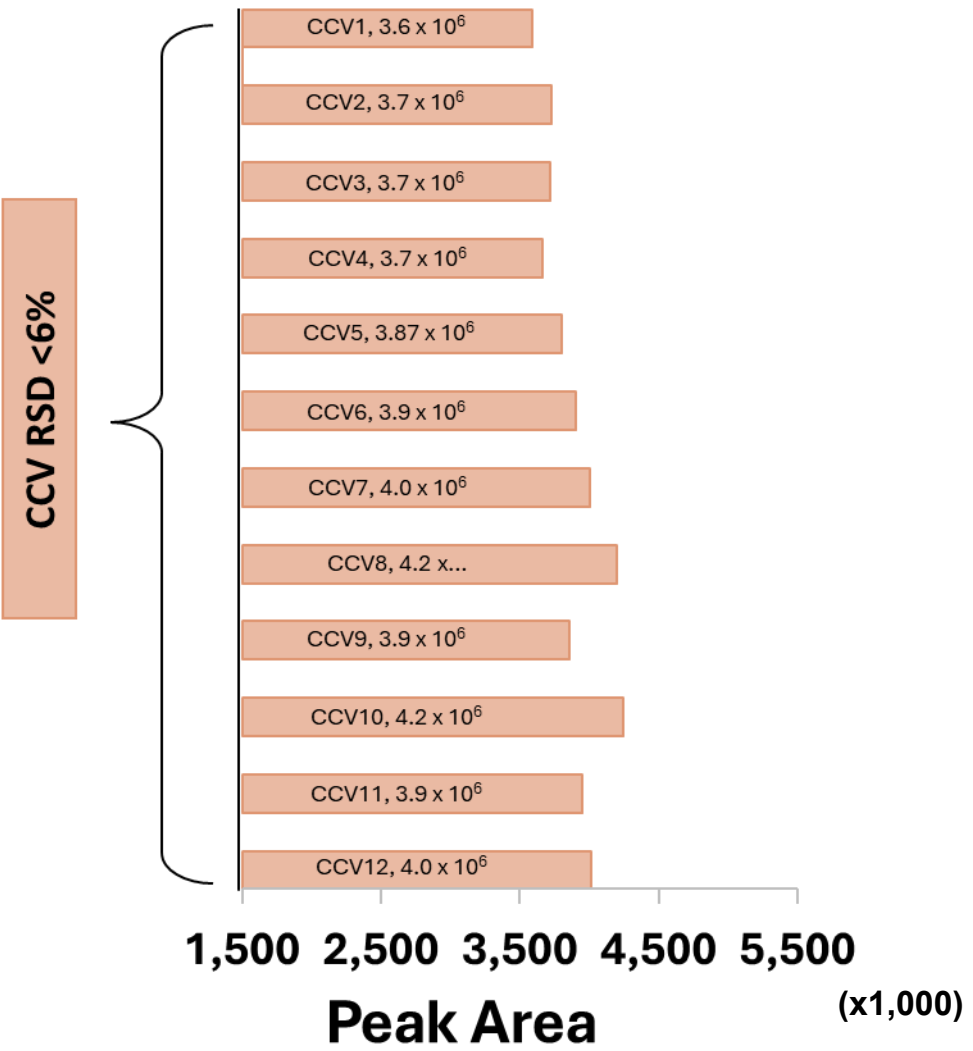 CCV RSD <6%
CCV1, 3.6 x 10⁶
CCV2, 3.7 x 10⁶
CCV3, 3.7 x 10⁶
CCV4, 3.7 x 10⁶
CCV5, 3.87 x 10⁶
CCV6, 3.9 x 10⁶
CCV7, 4.0 x 10⁶
CCV8, 4.2 x...
CCV9, 3.9 x 10⁶
CCV10, 4.2 x 10⁶
CCV11, 3.9 x 10⁶
CCV12, 4.0 x 10⁶
1,500 2,500 3,500 4,500 5,500
(x1,000)
Peak Area